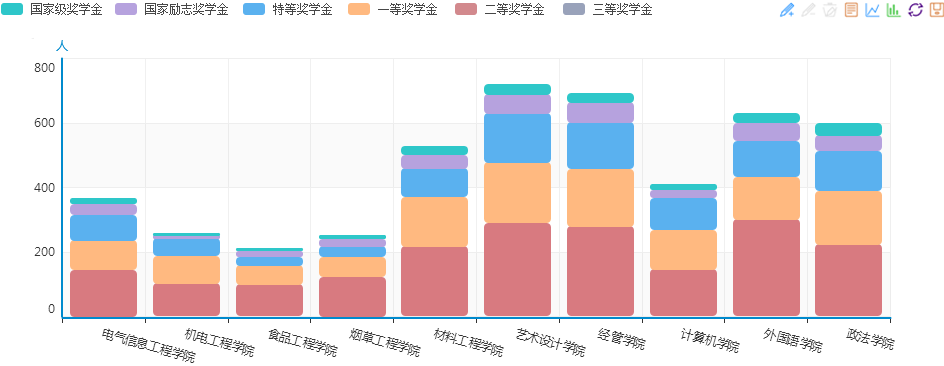 国家级奖学金 国家励志奖学金 特等奖学金 一等奖学金 二等奖学金 三等奖学金
人
800
600
400
200
0
电气信息工程学院 机电工程学院 食品工程学院 烟草工程学院 材料工程学院 艺术设计学院 经管学院 计算机学院 外国语学院 政法学院